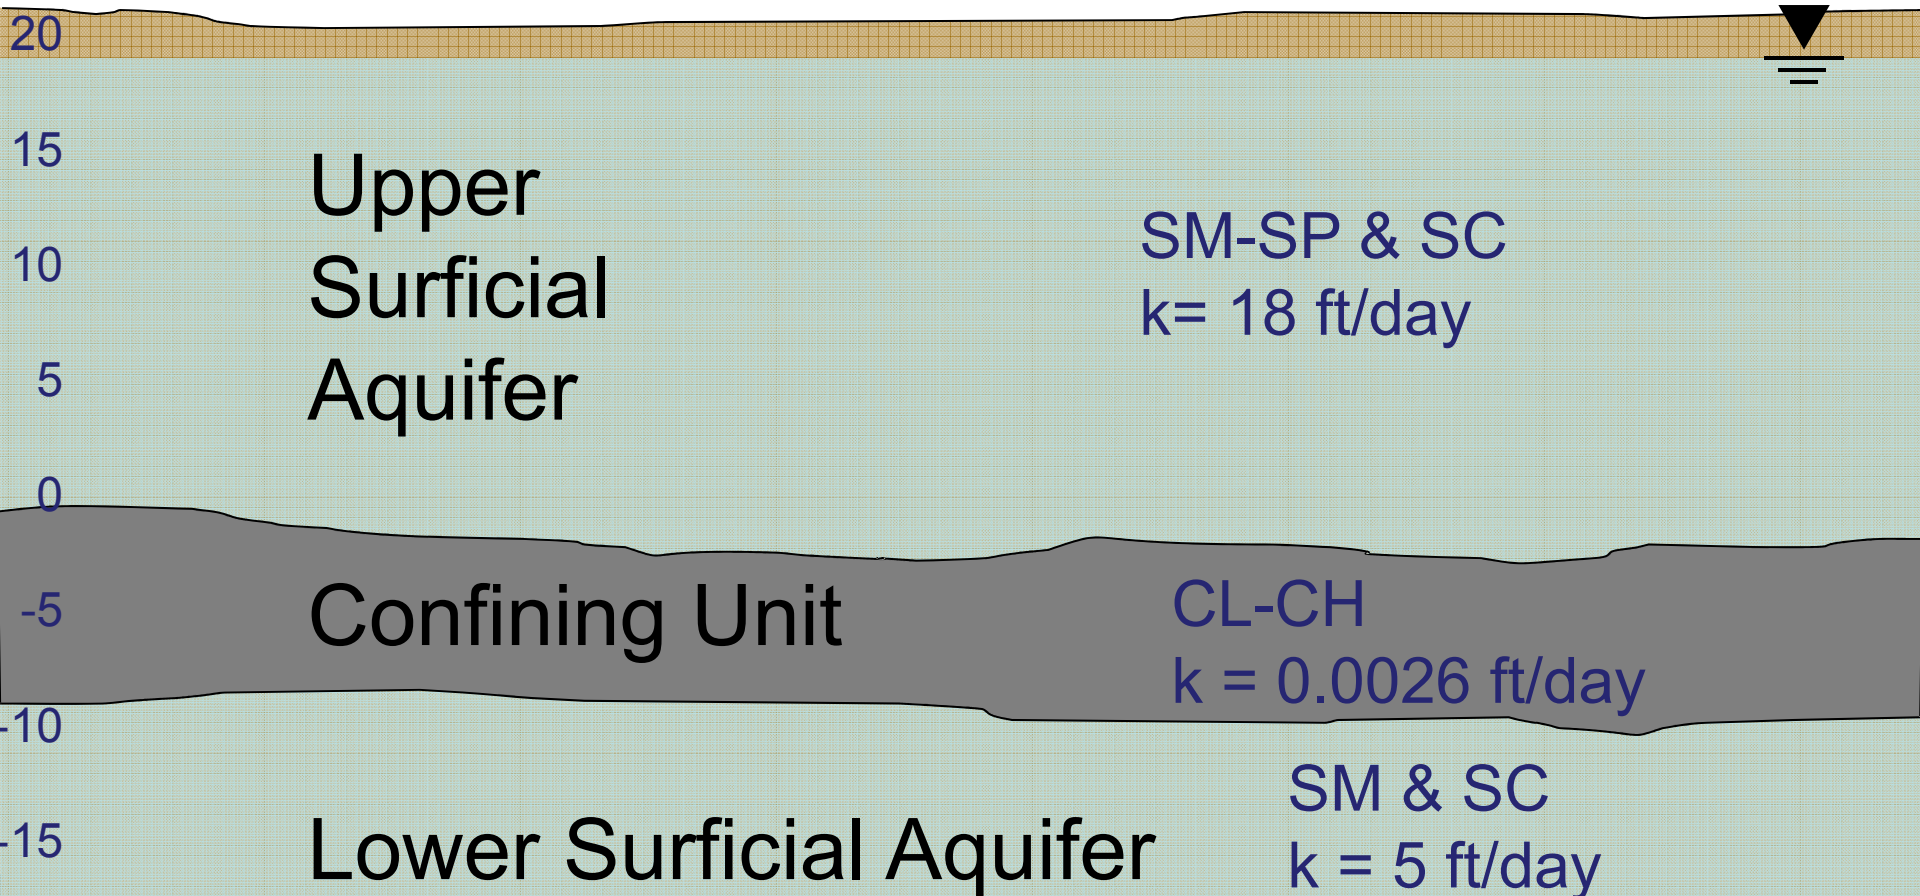 20
15
10
5
0
-5
-10
-15
Upper
Surficial
Aquifer
SM-SP & SC
k= 18 ft/day
Confining Unit
CL-CH
k = 0.0026 ft/day
Lower Surficial Aquifer
SM & SC
k = 5 ft/day